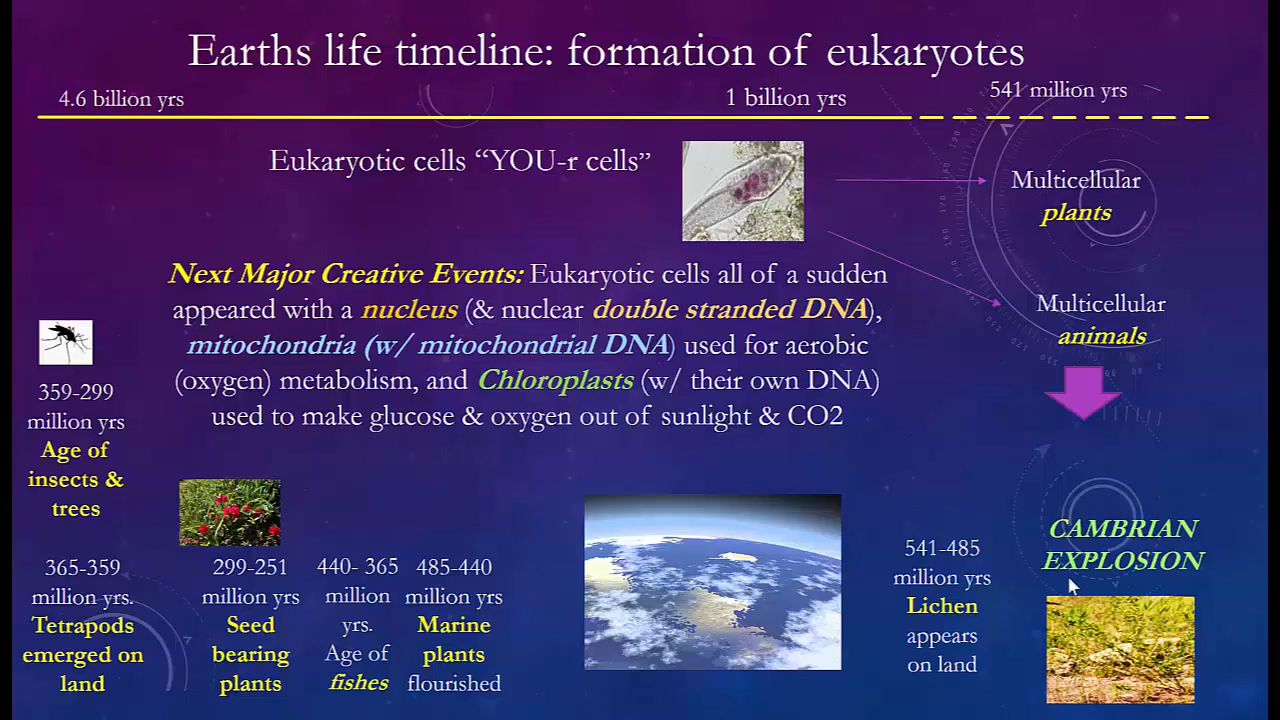 Earths life timeline: formation of eukaryotes
4.6 billion yrs
1 billion yrs
541 million yrs
Eukaryotic cells “YOU-r cells”
Multicellular
plants
Multicellular
animals
Next Major Creative Events: Eukaryotic cells all of a sudden
appeared with a nucleus (& nuclear double stranded DNA),
mitochondria (w/ mitochondrial DNA) used for aerobic
(oxygen) metabolism, and Chloroplasts (w/ their own DNA)
used to make glucose & oxygen out of sunlight & CO2
359-299
million yrs
Age of
insects &
trees
365-359
million yrs.
Tetrapods
emerged on
land
299-251
million yrs
Seed
bearing
plants
440- 365
million
yrs.
Age of
fishes
485-440
million yrs
Marine
plants
flourished
541-485
million yrs
Lichen
appears
on land
CAMBRIAN
EXPLOSION